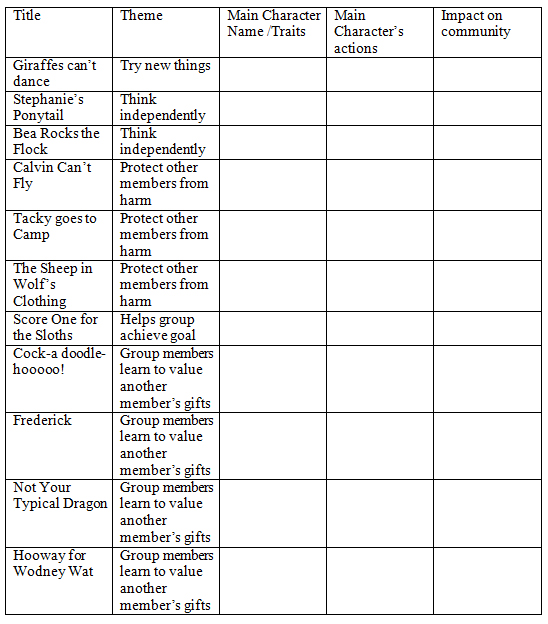 Title
Theme
Main Character
Name /Traits
Main
Character's
actions
Impact on
community
Giraffes can't
dance
Try new things
Stephanie's
Ponytail
Think
independently
Bea Rocks the
Flock
Think
independently
Calvin Can't
Fly
Protect other
members from
harm
Tacky goes to
Camp
Protect other
members from
harm
The Sheep in
Wolf's
Clothing
Protect other
members from
harm
Score One for
the Sloths
Helps group
achieve goal
Cock-a doodle-
hooooo!
Group members
learn to value
another
member's gifts
Frederick
Group members
learn to value
another
member's gifts
Not Your
Typical Dragon
Group members
learn to value
another
member's gifts
Hooway for
Wodney Wat
Group members
learn to value
another
member's gifts